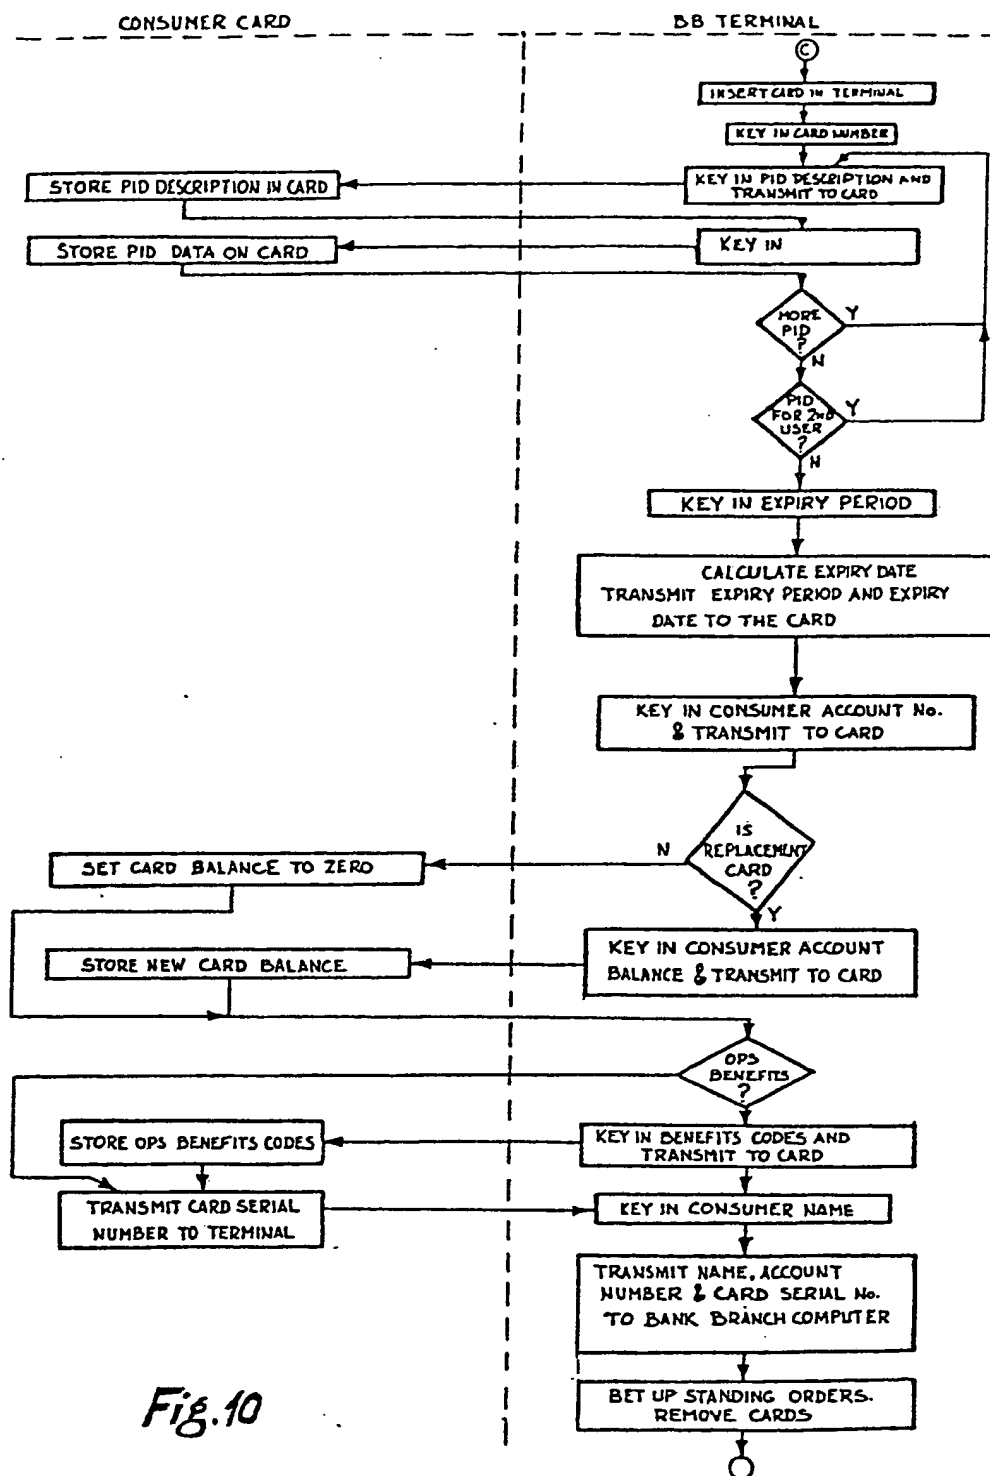 CONSUMER CARD
BB TERMINAL
C
INSERT CARD IN TERMINAL
KEY IN CARD NUMBER
STORE PID DESCRIPTION IN CARD
KEY IN PID DESCRIPTION AND
TRANSMIT TO CARD
STORE PID DATA ON CARD
KEY IN
MORE
PID
?
Y
N
PID
FOR 2ND
USER
?
Y
N
KEY IN EXPIRY PERIOD
CALCULATE EXPIRY DATE
TRANSMIT EXPIRY PERIOD AND EXPIRY
DATE TO THE CARD
KEY IN CONSUMER ACCOUNT No.
& TRANSMIT TO CARD
IS
REPLACEMENT
CARD
?
N
Y
SET CARD BALANCE TO ZERO
KEY IN CONSUMER ACCOUNT
BALANCE & TRANSMIT TO CARD
STORE NEW CARD BALANCE
OPS
BENEFITS
?
STORE OPS BENEFITS CODES
KEY IN BENEFITS CODES AND
TRANSMIT TO CARD
TRANSMIT CARD SERIAL
NUMBER TO TERMINAL
KEY IN CONSUMER NAME
TRANSMIT NAME, ACCOUNT
NUMBER & CARD SERIAL No.
TO BANK BRANCH COMPUTER
BET UP STANDING ORDERS.
REMOVE CARDS
Fig. 10